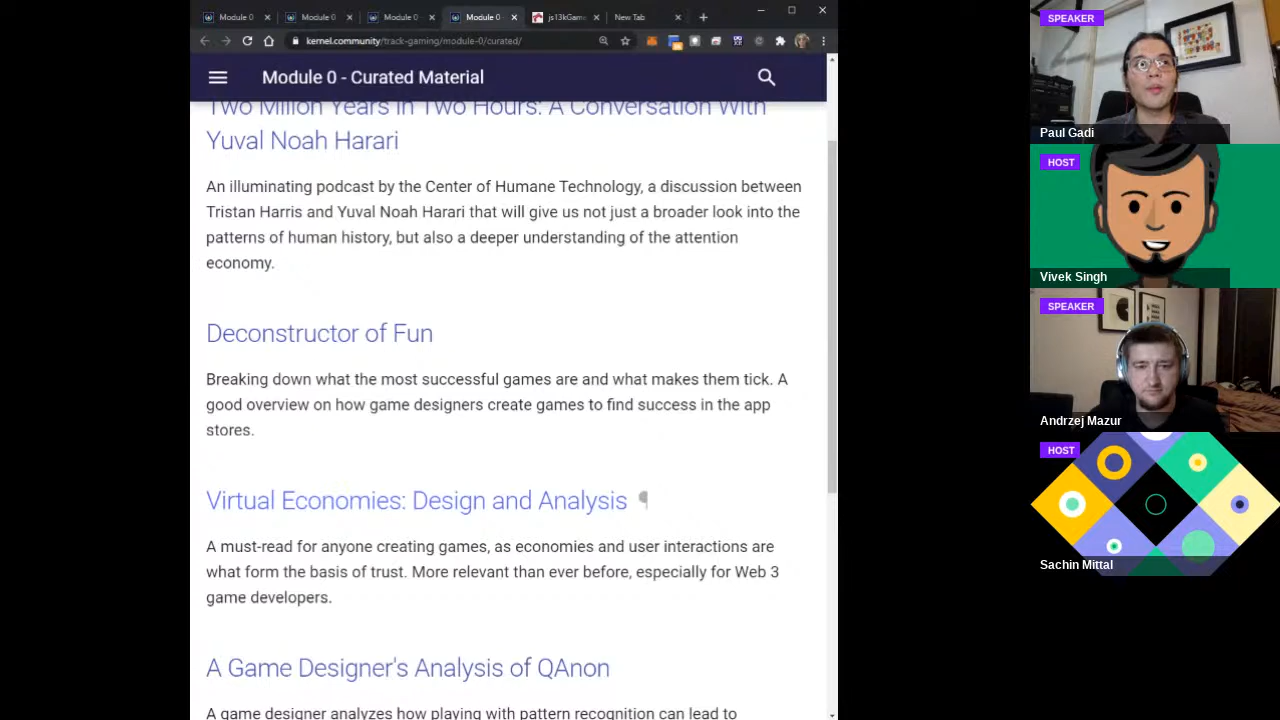 Module 0
Module 0
Module 0
Module 0
js13kGame
New Tab
kernel.community/track-gaming/module-0/curated/
Module 0 - Curated Material
Two Milion Years in Two Hours: A Conversation With
Yuval Noah Harari
An illuminating podcast by the Center of Humane Technology, a discussion between
Tristan Harris and Yuval Noah Harari that will give us not just a broader look into the
patterns of human history, but also a deeper understanding of the attention
economy.
Deconstructor of Fun
Breaking down what the most successful games are and what makes them tick. A
good overview on how game designers create games to find success in the app
stores.
Virtual Economies: Design and Analysis ¶
A must-read for anyone creating games, as economies and user interactions are
what form the basis of trust. More relevant than ever before, especially for Web 3
game developers.
A Game Designer's Analysis of QAnon
A game designer analyzes how playing with pattern recognition can lead to
SPEAKER
Paul Gadi
HOST
Vivek Singh
SPEAKER
Andrzej Mazur
HOST
Sachin Mittal